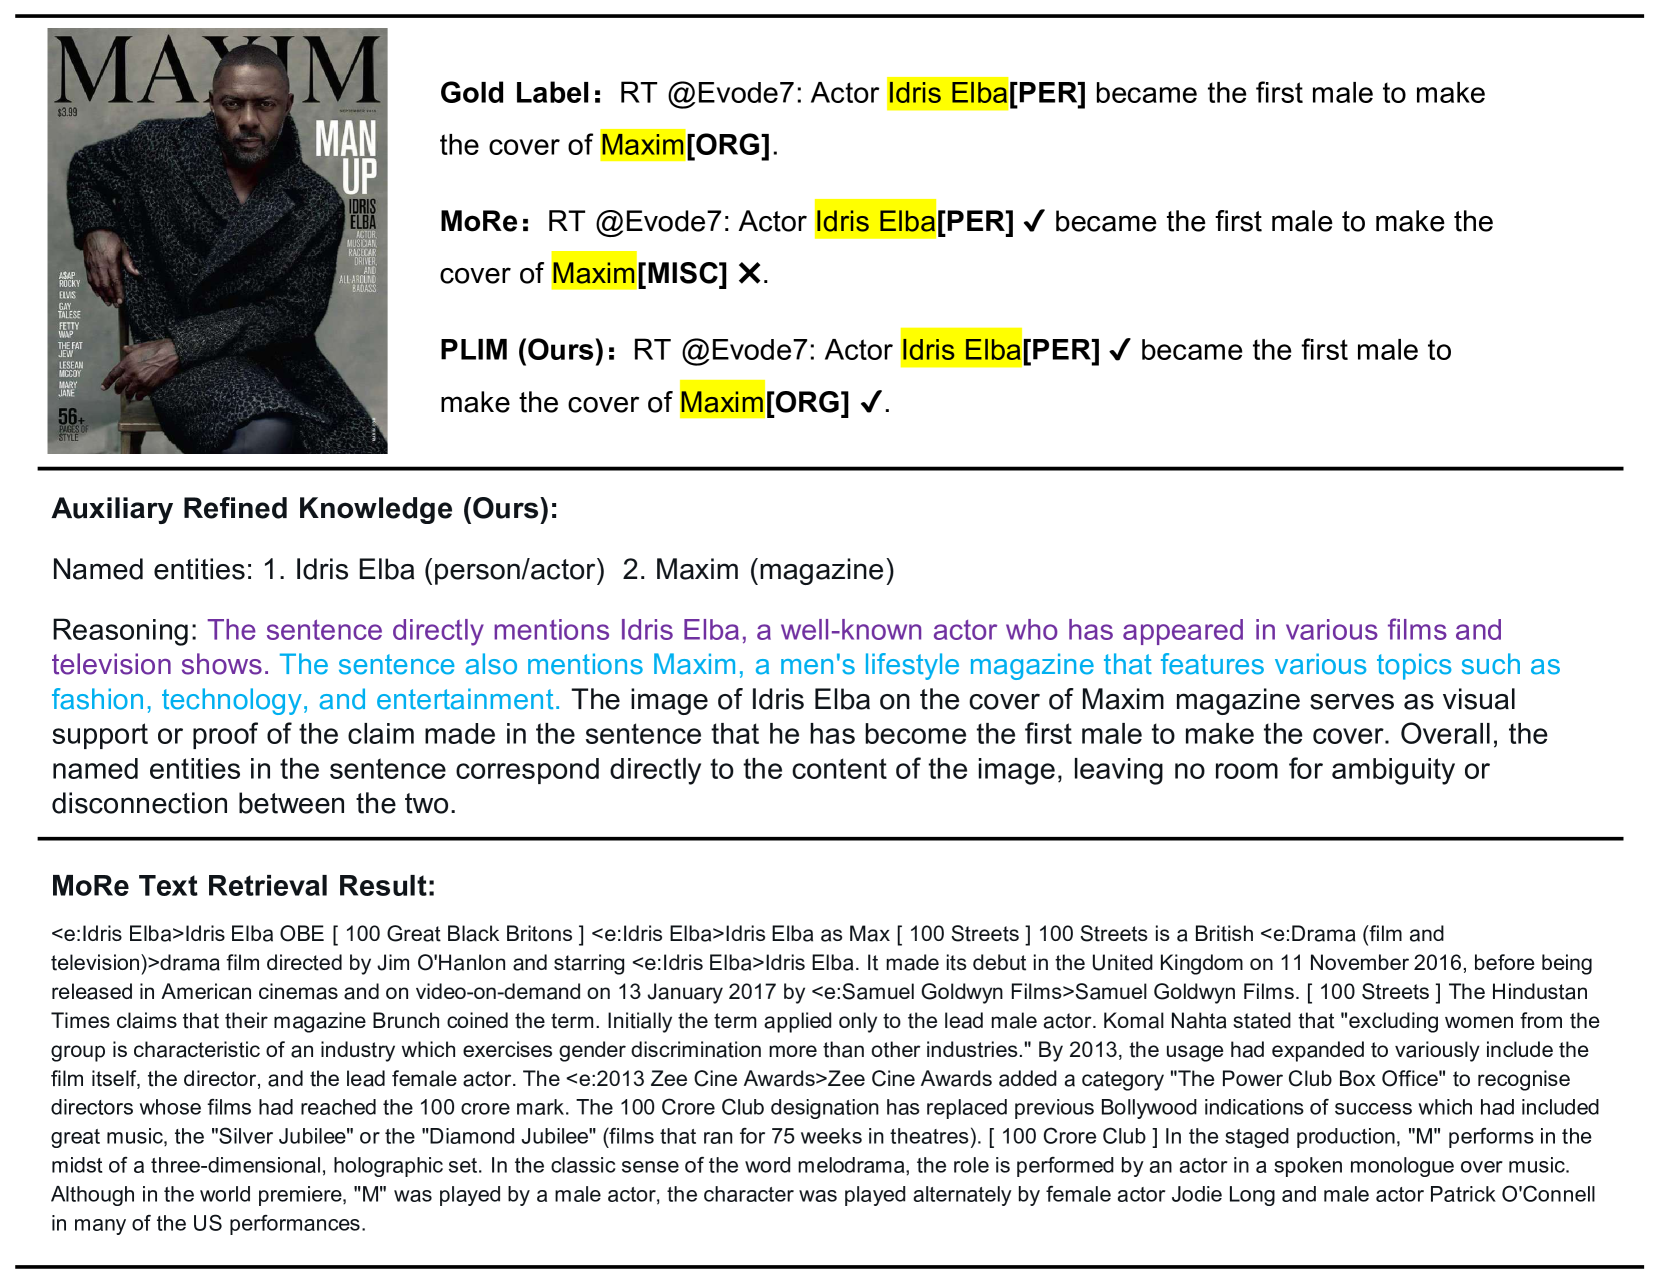 MAXIM
$3.99
SEPTEMBER 2015
MAN
UP
IDRIS
ELBA
ACTOR,
MUSICIAN,
RACECAR
DRIVER,
AND
ALL-AROUND
BADASS
A$AP
ROCKY
ELVIS
GAY
TALESE
FETTY
WAP
THE FAT
JEW
LESEAN
MCCOY
MARY
JANE
56+
PAGES OF
STYLE
Gold Label: RT @Evode7: Actor Idris Elba[PER] became the first male to make
the cover of Maxim[ORG].
MoRe: RT @Evode7: Actor Idris Elba[PER] ✓ became the first male to make the
cover of Maxim[MISC] ✕.
PLIM (Ours): RT @Evode7: Actor Idris Elba[PER] ✓ became the first male to
make the cover of Maxim[ORG] ✓.
Auxiliary Refined Knowledge (Ours):
Named entities: 1. Idris Elba (person/actor) 2. Maxim (magazine)
Reasoning: The sentence directly mentions Idris Elba, a well-known actor who has appeared in various films and
television shows. The sentence also mentions Maxim, a men's lifestyle magazine that features various topics such as
fashion, technology, and entertainment. The image of Idris Elba on the cover of Maxim magazine serves as visual
support or proof of the claim made in the sentence that he has become the first male to make the cover. Overall, the
named entities in the sentence correspond directly to the content of the image, leaving no room for ambiguity or
disconnection between the two.
MoRe Text Retrieval Result:
<e:Idris Elba>Idris Elba OBE [ 100 Great Black Britons ] <e:Idris Elba>Idris Elba as Max [ 100 Streets ] 100 Streets is a British <e:Drama (film and
television)>drama film directed by Jim O'Hanlon and starring <e:Idris Elba>Idris Elba. It made its debut in the United Kingdom on 11 November 2016, before being
released in American cinemas and on video-on-demand on 13 January 2017 by <e:Samuel Goldwyn Films>Samuel Goldwyn Films. [ 100 Streets ] The Hindustan
Times claims that their magazine Brunch coined the term. Initially the term applied only to the lead male actor. Komal Nahta stated that "excluding women from the
group is characteristic of an industry which exercises gender discrimination more than other industries." By 2013, the usage had expanded to variously include the
film itself, the director, and the lead female actor. The <e:2013 Zee Cine Awards>Zee Cine Awards added a category "The Power Club Box Office" to recognise
directors whose films had reached the 100 crore mark. The 100 Crore Club designation has replaced previous Bollywood indications of success which had included
great music, the "Silver Jubilee" or the "Diamond Jubilee" (films that ran for 75 weeks in theatres). [ 100 Crore Club ] In the staged production, "M" performs in the
midst of a three-dimensional, holographic set. In the classic sense of the word melodrama, the role is performed by an actor in a spoken monologue over music.
Although in the world premiere, "M" was played by a male actor, the character was played alternately by female actor Jodie Long and male actor Patrick O'Connell
in many of the US performances.